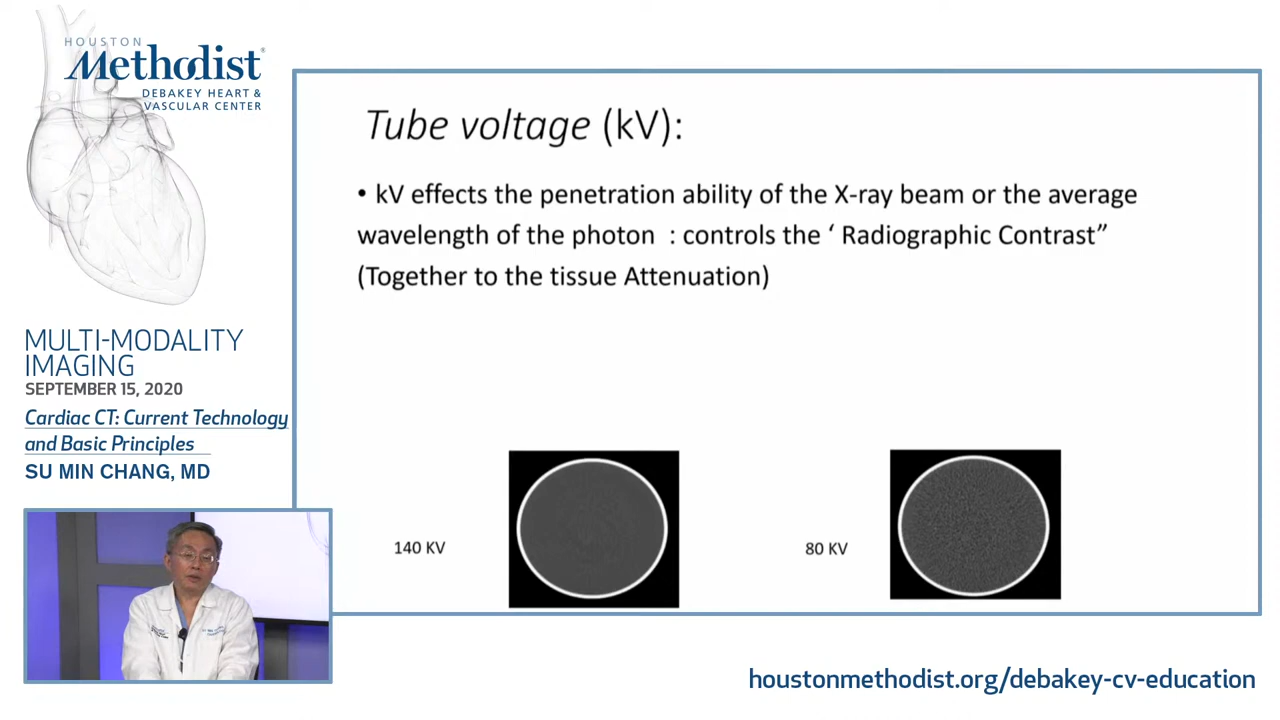 HOUSTON
Methodist®
DEBAKEY HEART &
VASCULAR CENTER
Tube voltage (kV):
• kV effects the penetration ability of the X-ray beam or the average
wavelength of the photon : controls the ‘ Radiographic Contrast”
(Together to the tissue Attenuation)
MULTI-MODALITY
IMAGING
SEPTEMBER 15, 2020
Cardiac CT: Current Technology
and Basic Principles
SU MIN CHANG, MD
140 KV
80 KV
houstonmethodist.org/debakey-cv-education